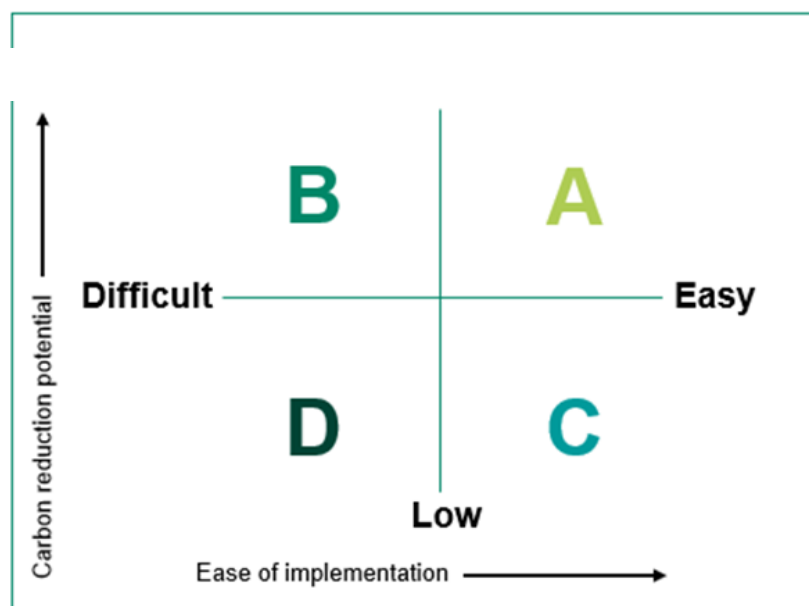 B
A
Difficult
Easy
Carbon reduction potential
D
C
Low
Ease of implementation